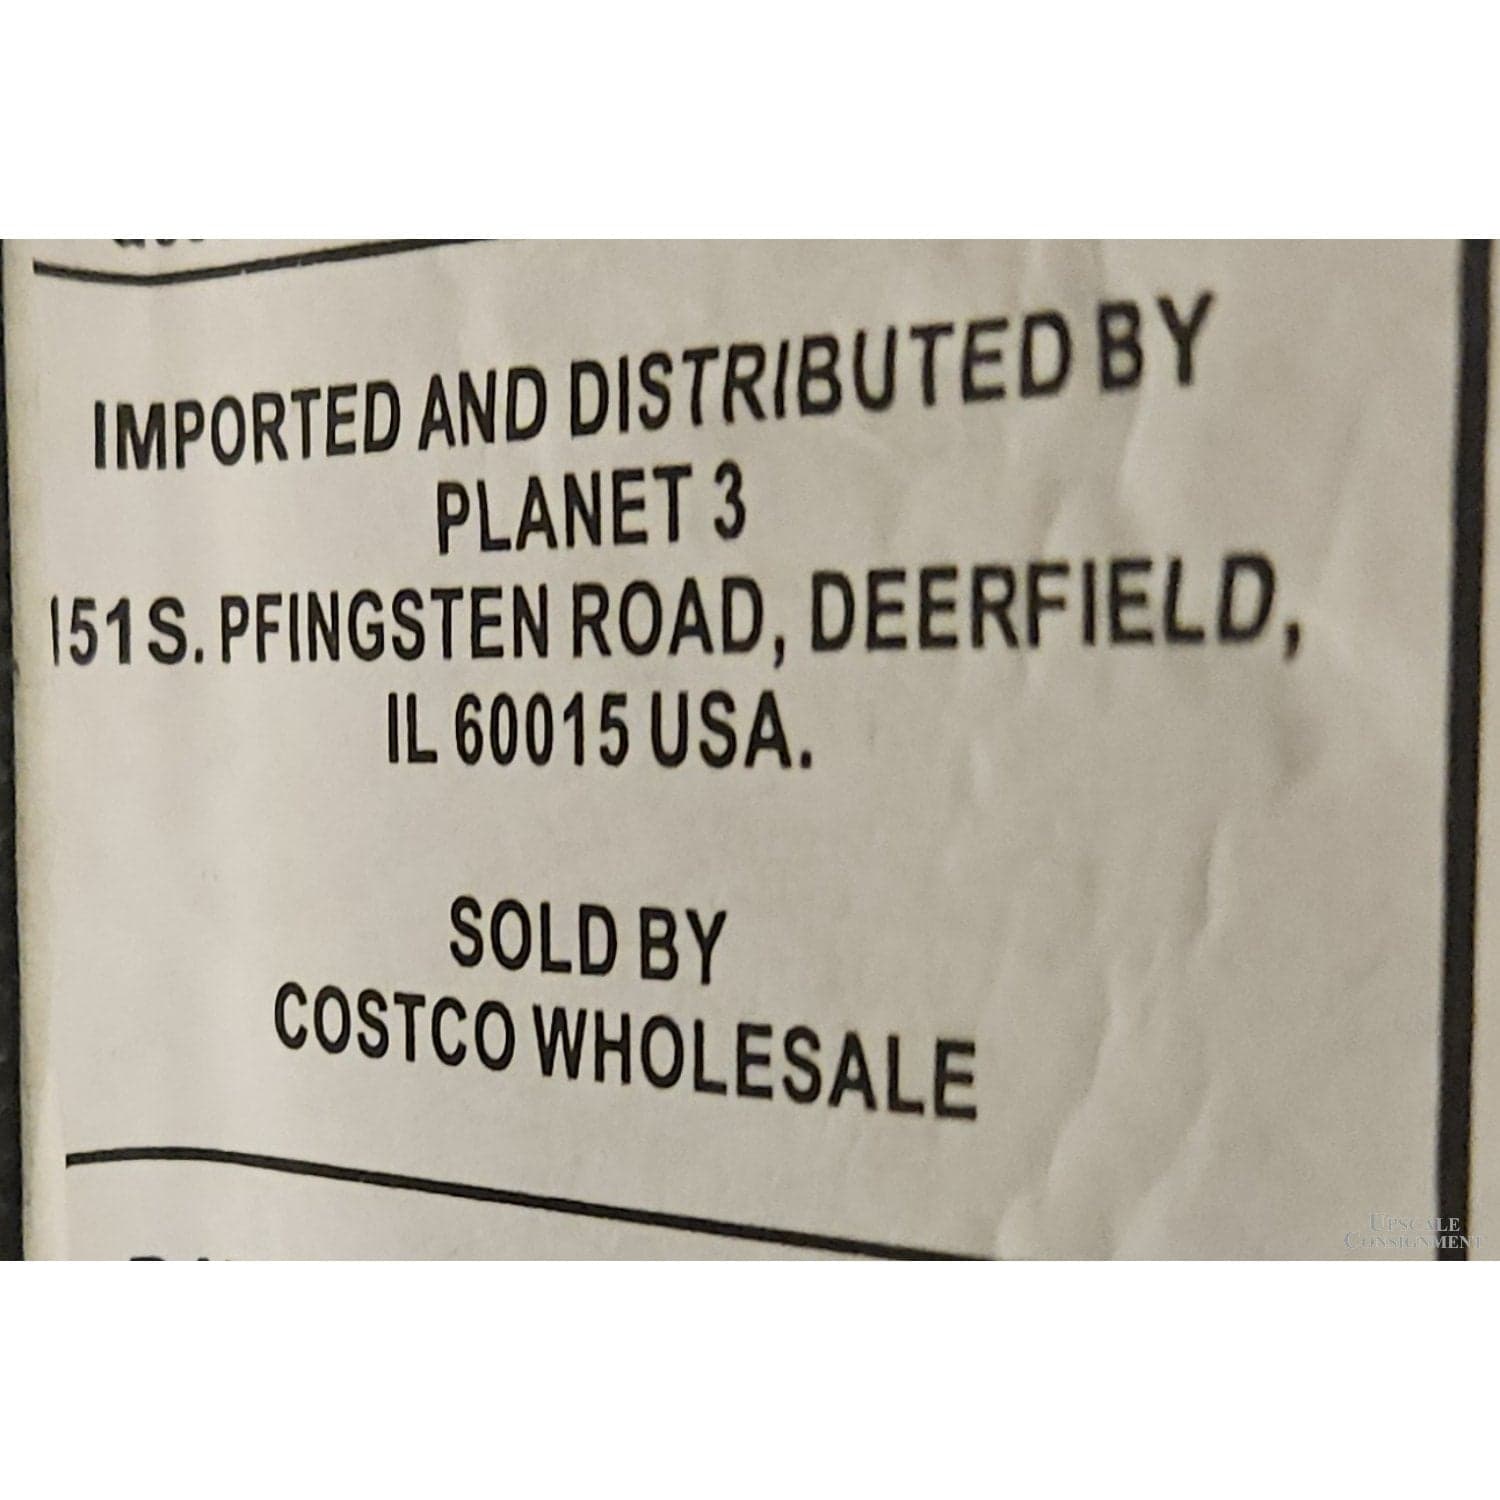 IMPORTED AND DISTRIBUTED BY
PLANET 3
151 S. PFINGSTEN ROAD, DEERFIELD,
IL 60015 USA.
SOLD BY
COSTCO WHOLESALE
UPSCALE
CONSIGNMENT